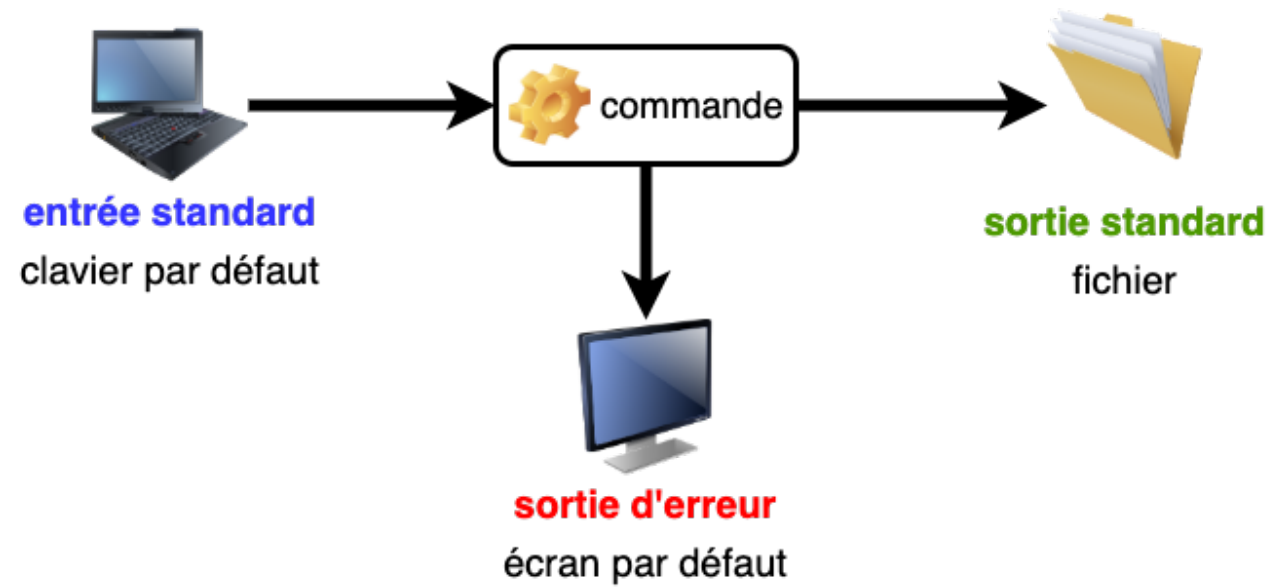 commande
entrée standard
clavier par défaut
sortie standard
fichier
sortie d'erreur
écran par défaut